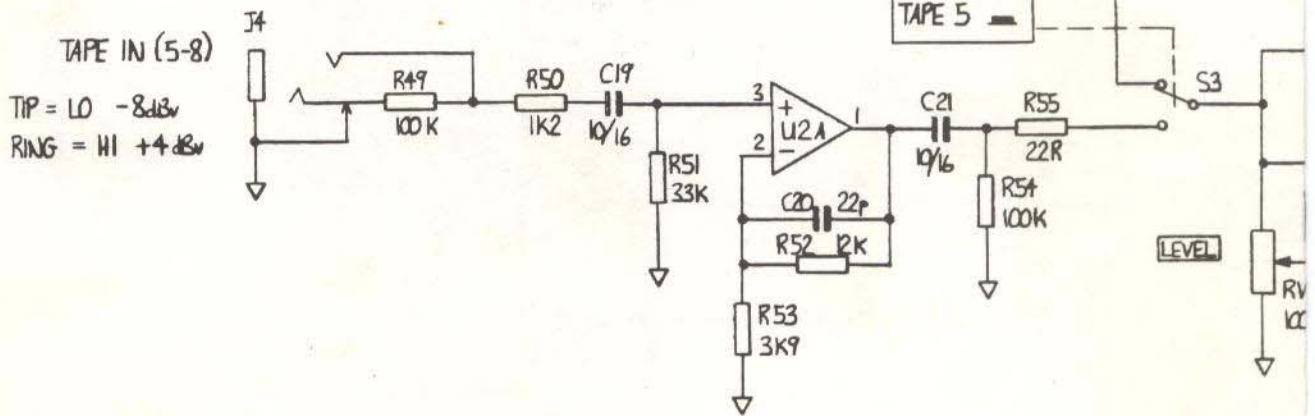 TAPE 5
J4
TAPE IN (5-8)
TIP = LO -8dBv
RING = HI +4dBv
R49
100K
R50
1K2
C19
10/16
R51
33K
3
2
+
-
U2A
1
C20 22p
R52 12K
R53
3K9
C21
10/16
R55
22R
R54
100K
S3
LEVEL